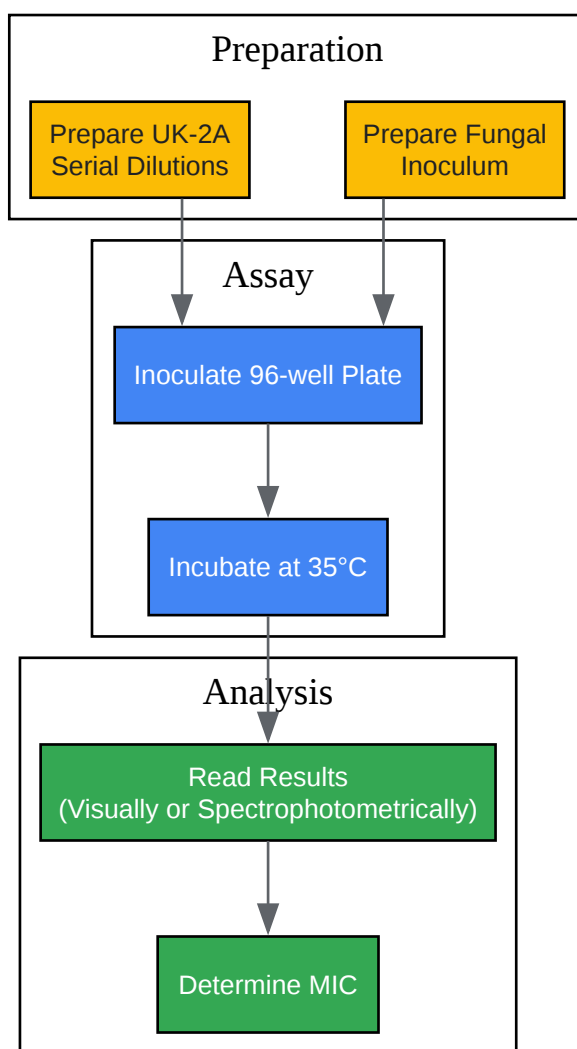 Preparation
Prepare UK-2A
Serial Dilutions
Prepare Fungal
Inoculum
Assay
Inoculate 96-well Plate
Incubate at 35°C
Analysis
Read Results
(Visually or Spectrophotometrically)
Determine MIC